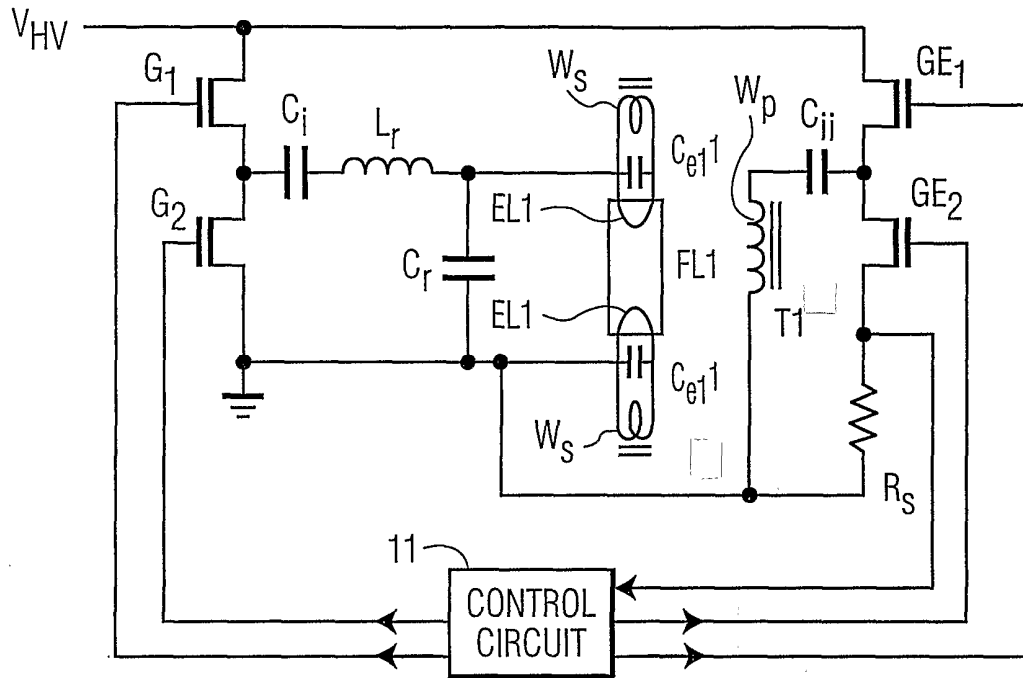 V_HV
G_1
C_i
L_r
W_s
W_p
C_ii
GE_1
C_e1 1
G_2
EL1
GE_2
C_r
FL1
EL1
T1
C_e1 1
W_s
R_s
11
CONTROL
CIRCUIT